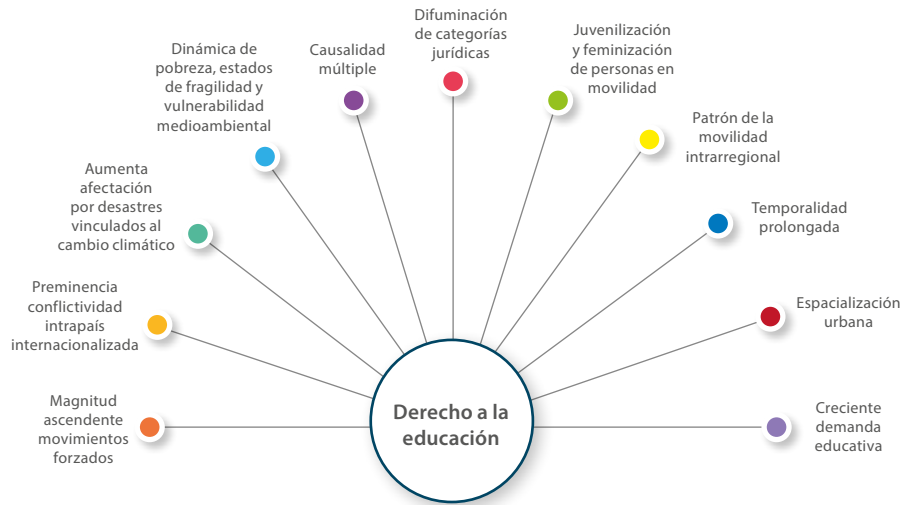 Difuminación
de categorías
jurídicas
Juvenilización
y feminización
de personas en
movilidad
Causalidad
múltiple
Dinámica de
pobreza, estados
de fragilidad y
vulnerabilidad
medioambiental
Patrón de la
movilidad
intrarregional
Aumenta
afectación
por desastres
vinculados al
cambio climático
Temporalidad
prolongada
Preminencia
conflictividad
intrapaís
internacionalizada
Espacialización
urbana
Magnitud
ascendente
movimientos
forzados
Derecho a la
educación
Creciente
demanda
educativa